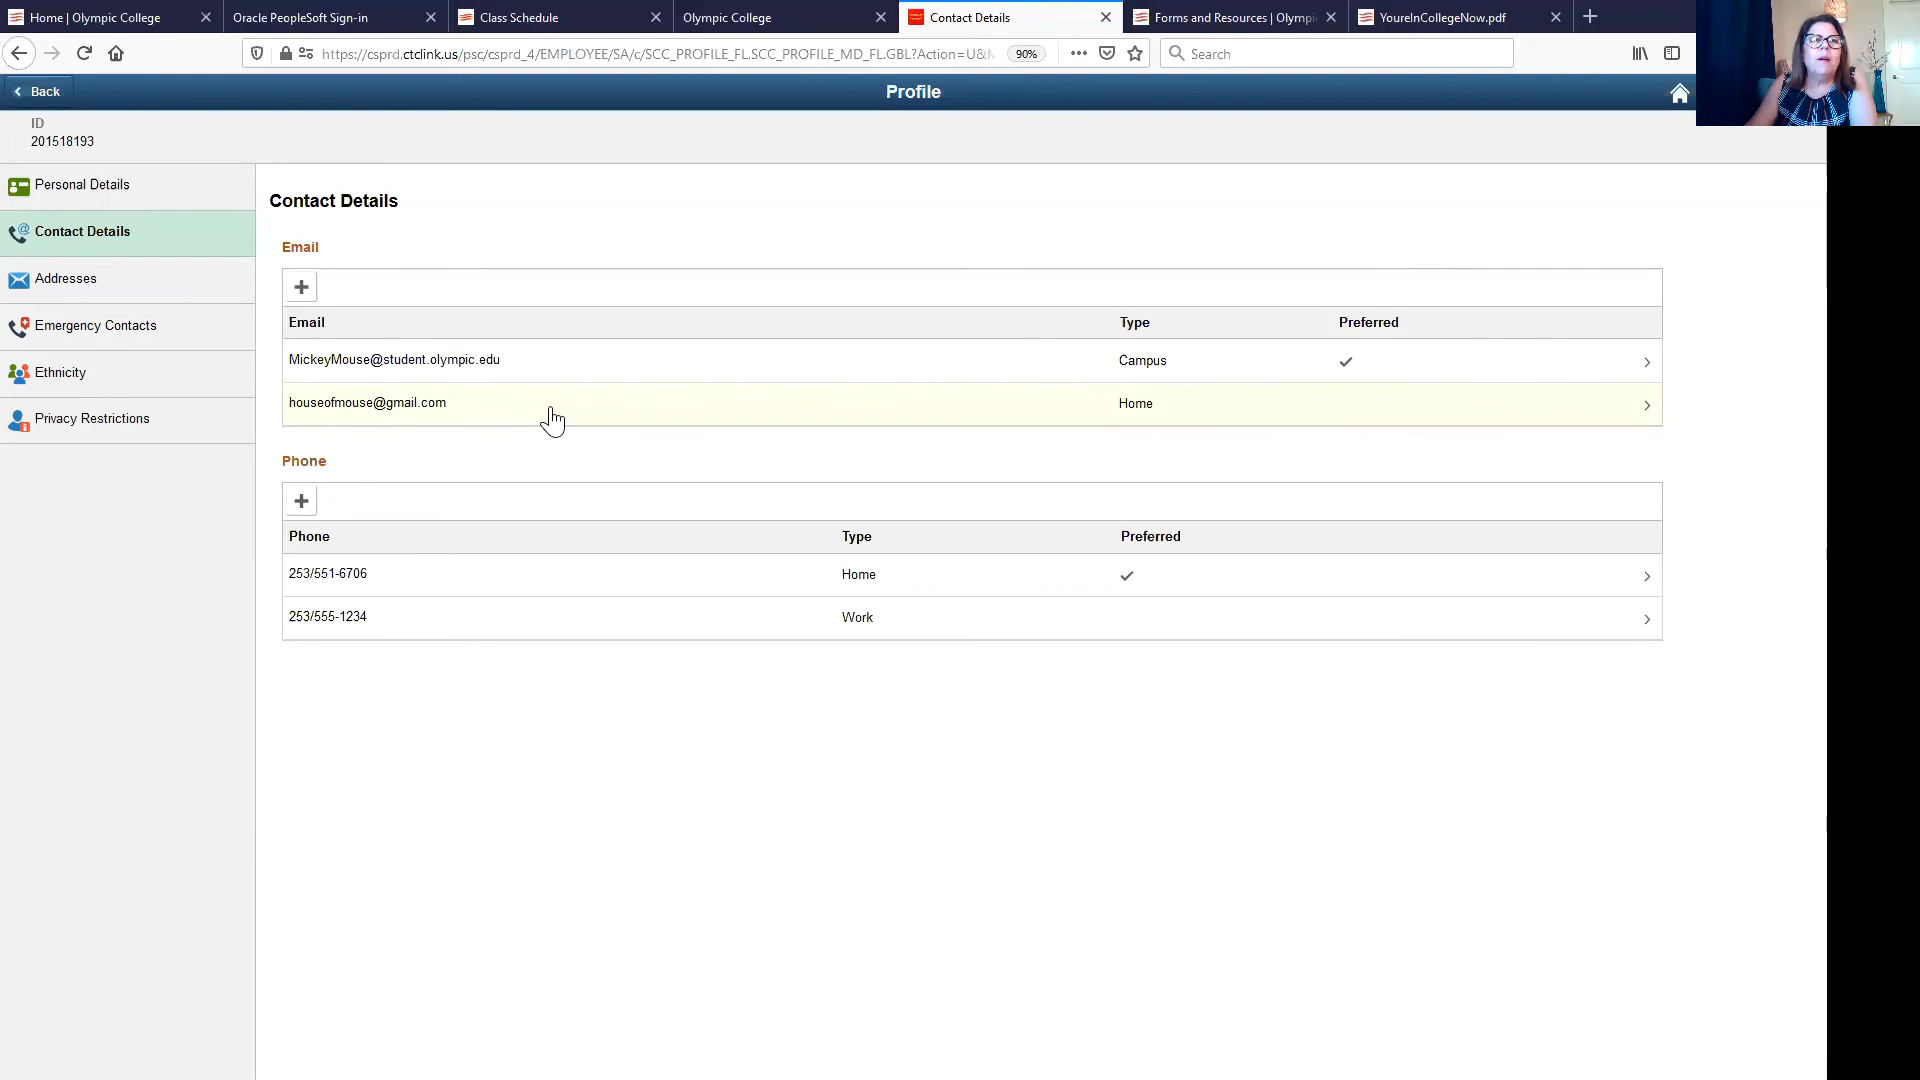 Home | Olympic College
Oracle PeopleSoft Sign-in
Class Schedule
Olympic College
Contact Details
Forms and Resources | Olympi
YoureInCollegeNow.pdf
https://csprd.ctclink.us/psc/csprd_4/EMPLOYEE/SA/c/SCC_PROFILE_FL.SCC_PROFILE_MD_FL.GBL?Action=U&
90%
Search
Back
Profile
ID
201518193
Personal Details
Contact Details
Addresses
Emergency Contacts
Ethnicity
Privacy Restrictions
Contact Details
Email
Email Type Preferred
MickeyMouse@student.olympic.edu Campus
houseofmouse@gmail.com Home
Phone
Phone Type Preferred
253/551-6706 Home
253/555-1234 Work